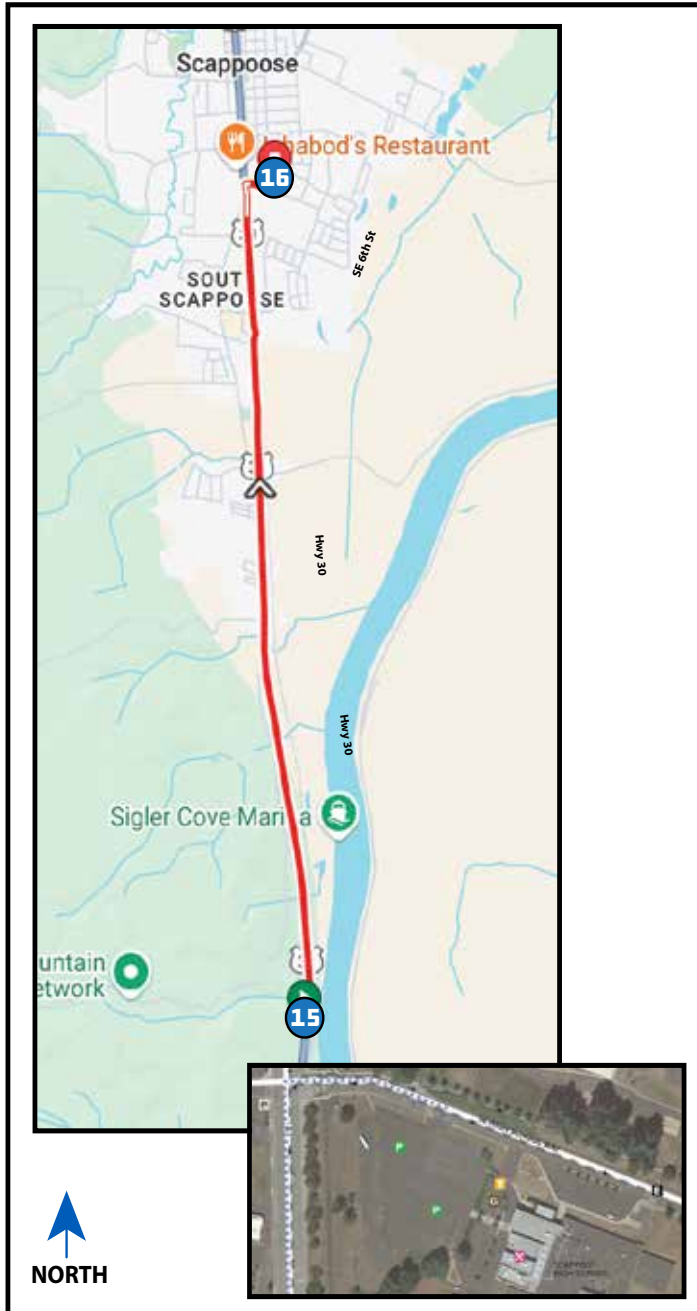 Scappoose
Ichabod's Restaurant
16
SE 6th St
SOUT
SCAPPO SE
Hwy 30
Hwy 30
Sigler Cove Mari a
untain
etwork
15
P
P
G
NORTH